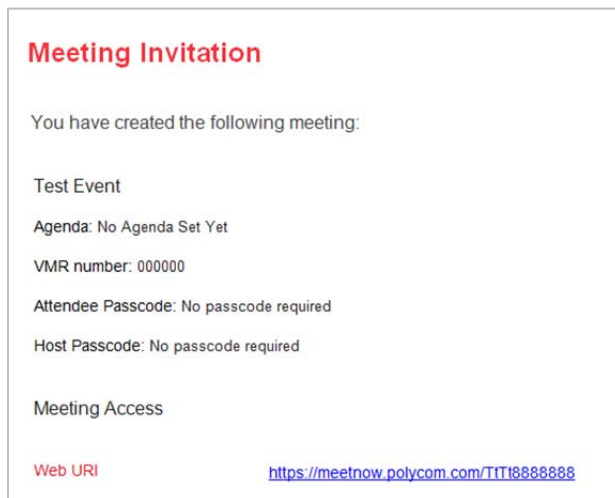 Meeting Invitation
You have created the following meeting:
Test Event
Agenda: No Agenda Set Yet
VMR number: 000000
Attendee Passcode: No passcode required
Host Passcode: No passcode required
Meeting Access
Web URI https://meetnow.polycom.com/TtTt8888888